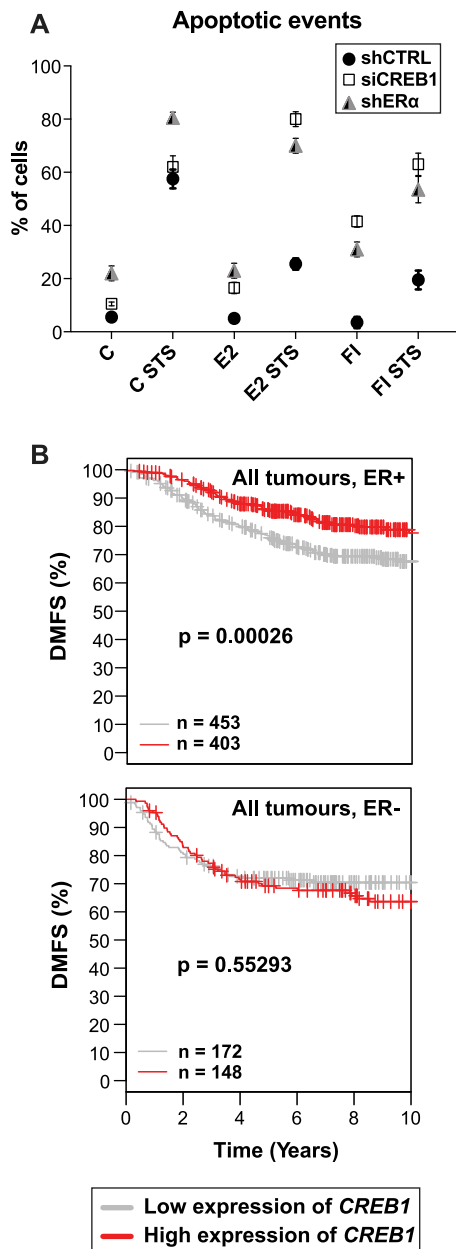 A
Apoptotic events
shCTRL
siCREB1
shERα
% of cells
100
80
60
40
20
0
C
C STS
E2
E2 STS
FI
FI STS
B
All tumours, ER+
DMFS (%)
100
90
80
70
60
50
40
30
20
10
0
p = 0.00026
n = 453
n = 403
All tumours, ER-
DMFS (%)
100
90
80
70
60
50
40
30
20
10
0
p = 0.55293
n = 172
n = 148
0 2 4 6 8 10
Time (Years)
Low expression of CREB1
High expression of CREB1